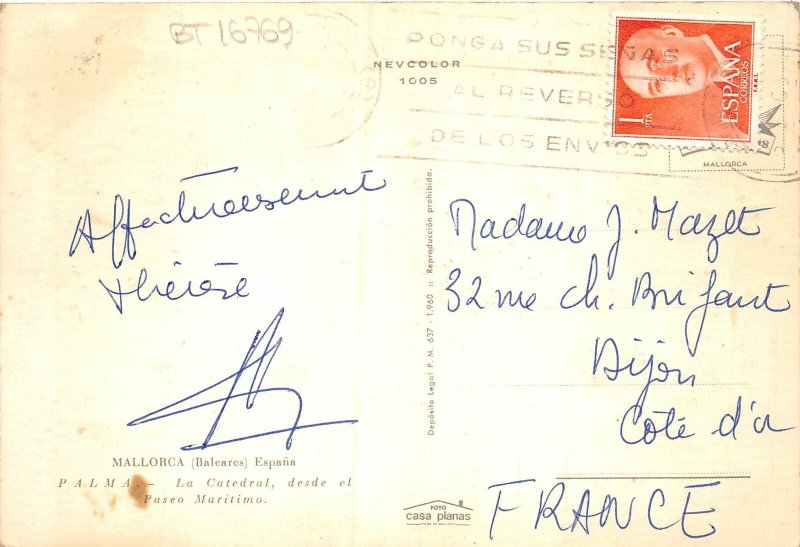 BT 16769
NEVCOLOR
1005
PONGA SUS SEÑAS
AL REVERSO
DE LOS ENVIOS
1 PTA
ESPAÑA
CORREOS
MALLORCA
Affectueusement
Thérèse
Madame J. Mazet
32 rue Ch. Brifaut
Dijon
Côte d'or
FRANCE
Depósito Legal P. M. 637 - 1.960 :: Reproducción prohibida.
MALLORCA (Baleares) España
PALMA.- La Catedral, desde el
Paseo Marítimo.
FOTO
casa planas